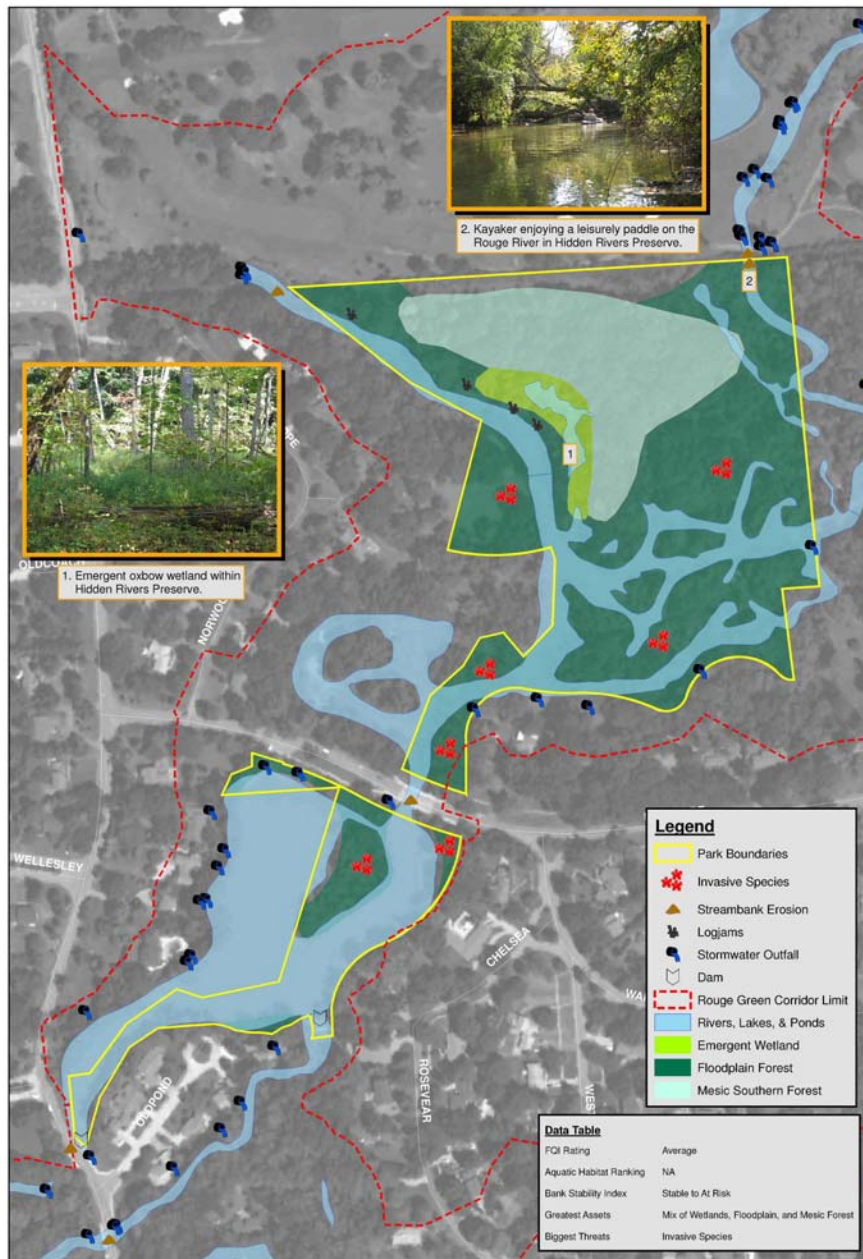 2. Kayaker enjoying a leisurely paddle on the
Rouge River in Hidden Rivers Preserve.
2
1
1. Emergent oxbow wetland within
Hidden Rivers Preserve.
OLDCOACH
NORWOO
WELLESLEY
CHELSEA
OLDPOND
ROSEVEAR
WEST
Legend
Park Boundaries
Invasive Species
Streambank Erosion
Logjams
Stormwater Outfall
Dam
Rouge Green Corridor Limit
Rivers, Lakes, & Ponds
Emergent Wetland
Floodplain Forest
Mesic Southern Forest
Data Table
FQI Rating Average
Aquatic Habitat Ranking NA
Bank Stability Index Stable to At Risk
Greatest Assets Mix of Wetlands, Floodplain, and Mesic Forest
Biggest Threats Invasive Species